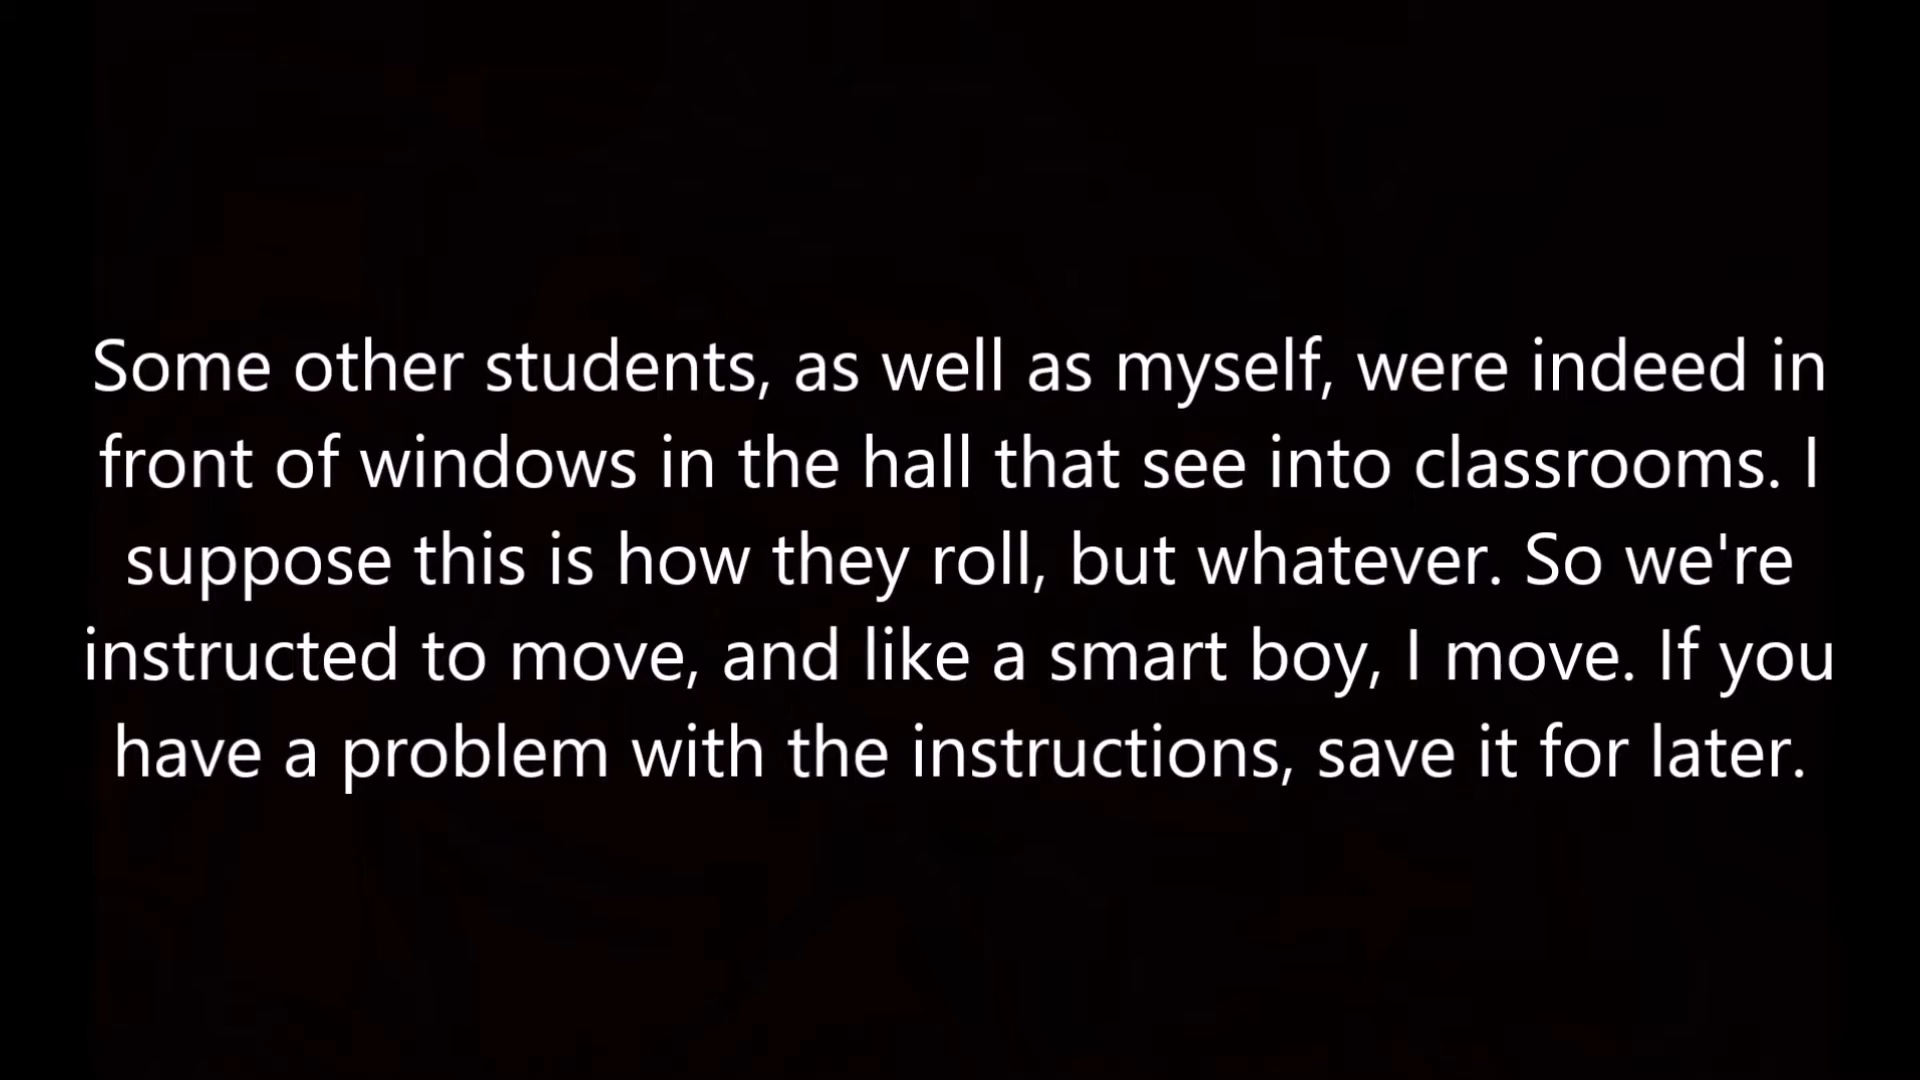 Some other students, as well as myself, were indeed in
front of windows in the hall that see into classrooms. I
suppose this is how they roll, but whatever. So we're
instructed to move, and like a smart boy, I move. If you
have a problem with the instructions, save it for later.